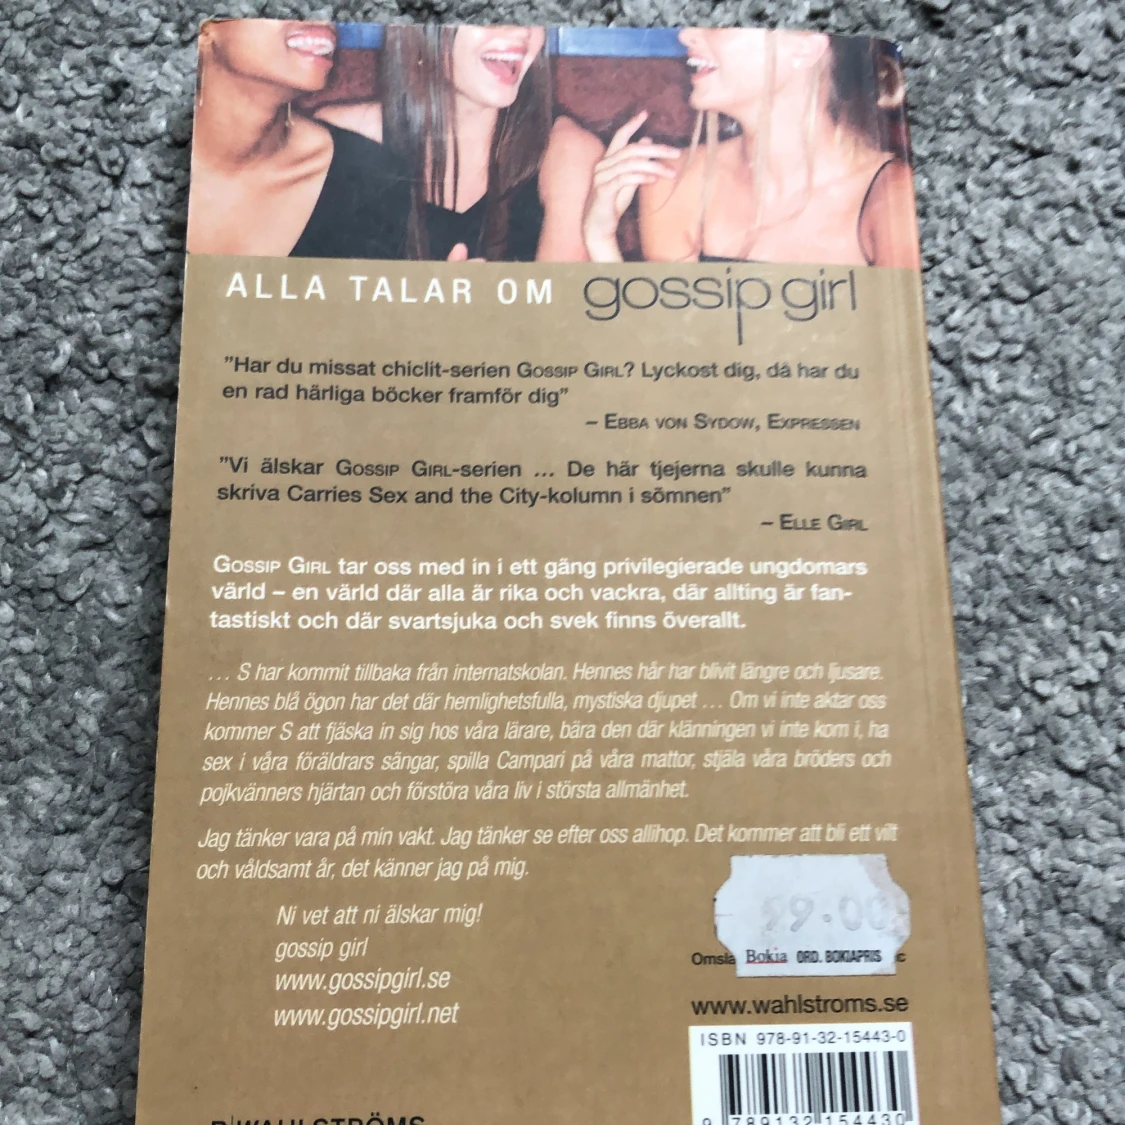 ALLA TALAR OM gossip girl
"Har du missat chiclit-serien GOSSIP GIRL? Lyckost dig, då har du
en rad härliga böcker framför dig"
– EBBA VON SYDOW, EXPRESSEN
"Vi älskar GOSSIP GIRL-serien ... De här tjejerna skulle kunna
skriva Carries Sex and the City-kolumn i sömnen"
– ELLE GIRL
GOSSIP GIRL tar oss med in i ett gäng privilegierade ungdomars
värld – en värld där alla är rika och vackra, där allting är fan-
tastiskt och där svartsjuka och svek finns överallt.
... S har kommit tillbaka från internatskolan. Hennes hår har blivit längre och ljusare.
Hennes blå ögon har det där hemlighetsfulla, mystiska djupet ... Om vi inte aktar oss
kommer S att fjäska in sig hos våra lärare, bära den där klänningen vi inte kom i, ha
sex i våra föräldrars sängar, spilla Campari på våra mattor, stjäla våra bröders och
pojkvänners hjärtan och förstöra våra liv i största allmänhet.
Jag tänker vara på min vakt. Jag tänker se efter oss allihop. Det kommer att bli ett vilt
och våldsamt år, det känner jag på mig.
Ni vet att ni älskar mig!
gossip girl
www.gossipgirl.se
www.gossipgirl.net
Bokia ORD. BOKIAPRIS
www.wahlstroms.se
ISBN 978-91-32-15443-0
9 789132 154430
WAHLSTRÖMS